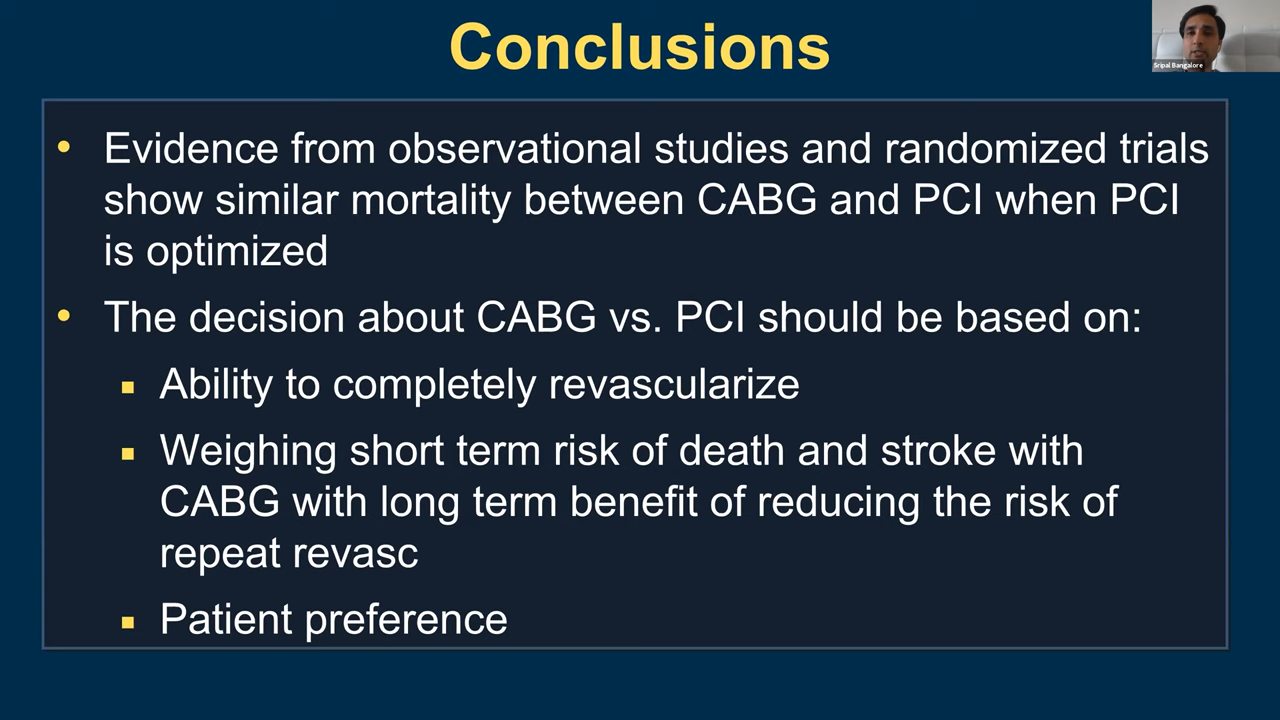 Conclusions
Sripal Bangalore
• Evidence from observational studies and randomized trials
show similar mortality between CABG and PCI when PCI
is optimized
• The decision about CABG vs. PCI should be based on:
▪ Ability to completely revascularize
▪ Weighing short term risk of death and stroke with
CABG with long term benefit of reducing the risk of
repeat revasc
▪ Patient preference